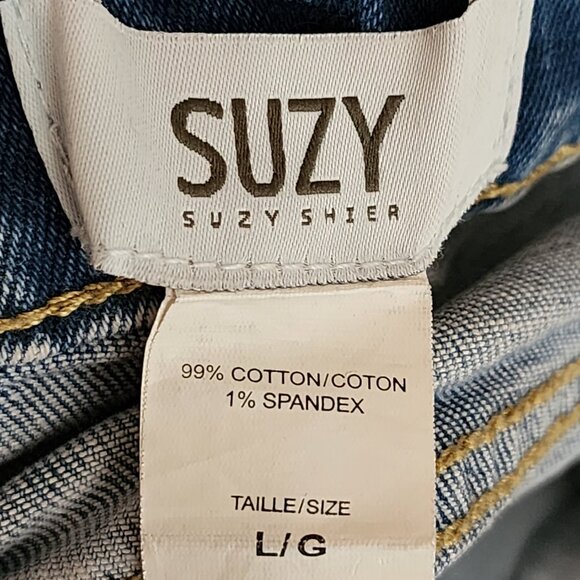 SUZY
SUZY SHIER
99% COTTON/COTON
1% SPANDEX
TAILLE/SIZE
L/G